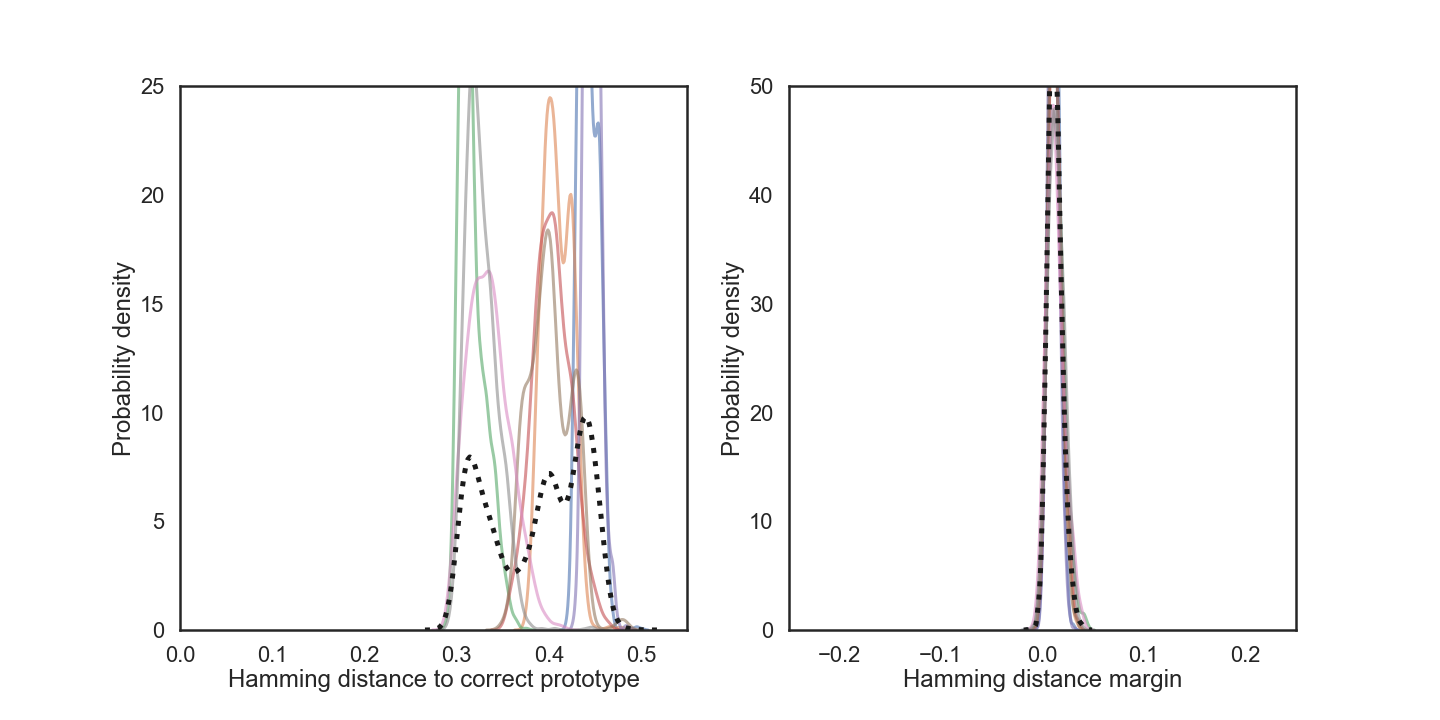 25
20
15
10
5
0
Probability density
0.0 0.1 0.2 0.3 0.4 0.5
Hamming distance to correct prototype
50
40
30
20
10
0
Probability density
−0.2 −0.1 0.0 0.1 0.2
Hamming distance margin